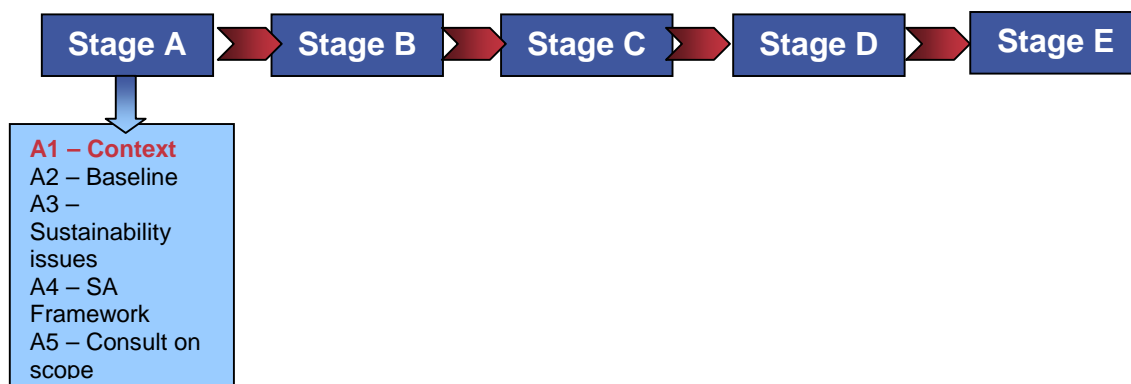 Stage A
Stage B
Stage C
Stage D
Stage E
A1 – Context
A2 – Baseline
A3 –
Sustainability
issues
A4 – SA
Framework
A5 – Consult on
scope